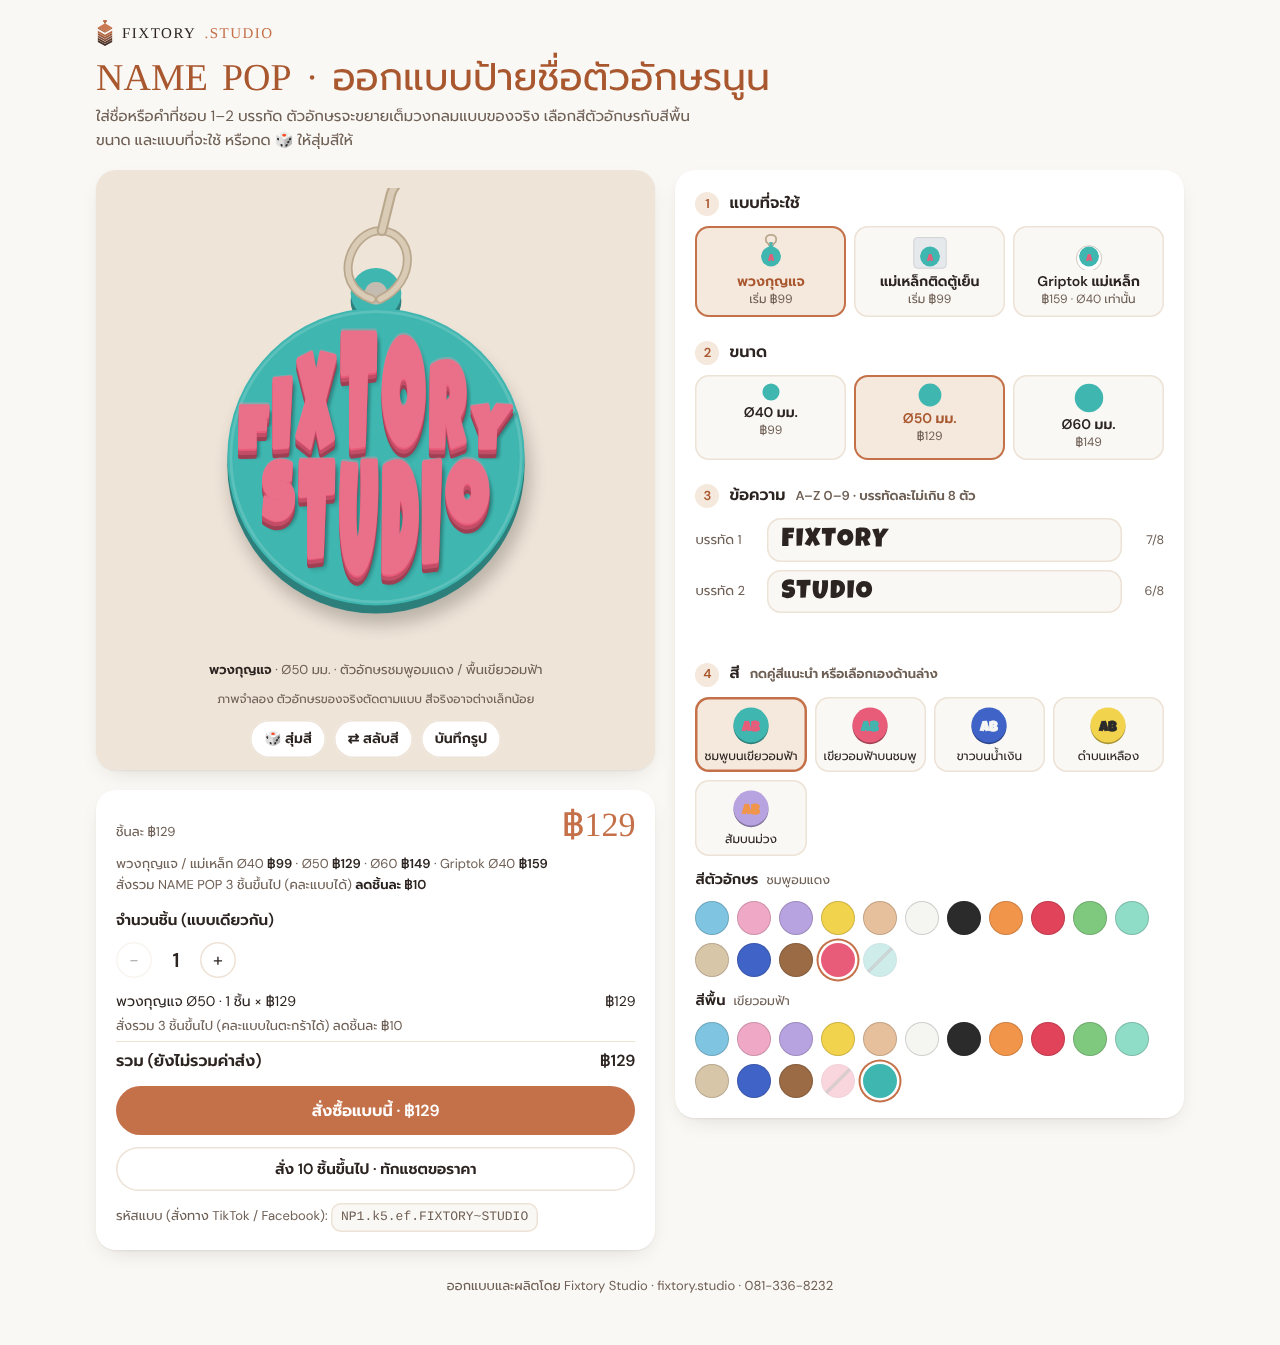 FIXTORY .STUDIO
NAME POP · ออกแบบป้ายชื่อตัวอักษรนูน
ใส่ชื่อหรือคำที่ชอบ 1–2 บรรทัด ตัวอักษรจะขยายเต็มวงกลมแบบของจริง เลือกสีตัวอักษรกับสีพื้น
ขนาด และแบบที่จะใช้ หรือกด 🎲 ให้สุ่มสีให้
FIXTORY
STUDIO
พวงกุญแจ · Ø50 มม. · ตัวอักษรชมพูอมแดง / พื้นเขียวอมฟ้า
ภาพจำลอง ตัวอักษรของจริงตัดตามแบบ สีจริงอาจต่างเล็กน้อย
🎲 สุ่มสี ⇄ สลับสี บันทึกรูป
ชิ้นละ ฿129 ฿129
พวงกุญแจ / แม่เหล็ก Ø40 ฿99 · Ø50 ฿129 · Ø60 ฿149 · Griptok Ø40 ฿159
สั่งรวม NAME POP 3 ชิ้นขึ้นไป (คละแบบได้) ลดชิ้นละ ฿10
จำนวนชิ้น (แบบเดียวกัน)
− 1 +
พวงกุญแจ Ø50 · 1 ชิ้น × ฿129 ฿129
สั่งรวม 3 ชิ้นขึ้นไป (คละแบบในตะกร้าได้) ลดชิ้นละ ฿10
รวม (ยังไม่รวมค่าส่ง) ฿129
สั่งซื้อแบบนี้ · ฿129
สั่ง 10 ชิ้นขึ้นไป · ทักแชตขอราคา
รหัสแบบ (สั่งทาง TikTok / Facebook): NP1.k5.ef.FIXTORY~STUDIO
1 แบบที่จะใช้
A A A
พวงกุญแจ แม่เหล็กติดตู้เย็น Griptok แม่เหล็ก
เริ่ม ฿99 เริ่ม ฿99 ฿159 · Ø40 เท่านั้น
2 ขนาด
Ø40 มม. Ø50 มม. Ø60 มม.
฿99 ฿129 ฿149
3 ข้อความ A–Z 0–9 · บรรทัดละไม่เกิน 8 ตัว
บรรทัด 1 FIXTORY 7/8
บรรทัด 2 STUDIO 6/8
4 สี กดคู่สีแนะนำ หรือเลือกเองด้านล่าง
AB AB AB AB
ชมพูบนเขียวอมฟ้า เขียวอมฟ้าบนชมพู ขาวบนน้ำเงิน ดำบนเหลือง
AB
ส้มบนม่วง
สีตัวอักษร ชมพูอมแดง
สีพื้น เขียวอมฟ้า
ออกแบบและผลิตโดย Fixtory Studio · fixtory.studio · 081-336-8232